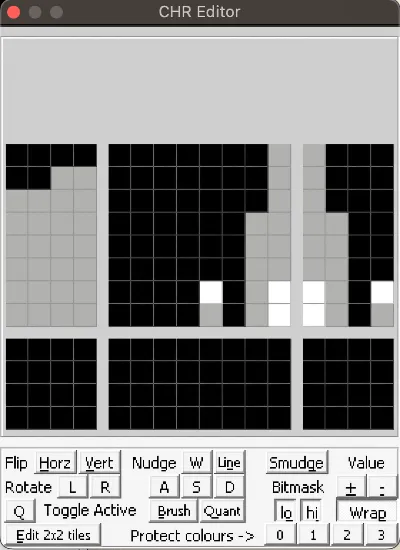 CHR Editor
Flip Horz Vert Nudge W Line Smudge Value
Rotate L R A S D Bitmask + -
Q Toggle Active Brush Quant lo hi Wrap
Edit 2x2 tiles Protect colours -> 0 1 2 3